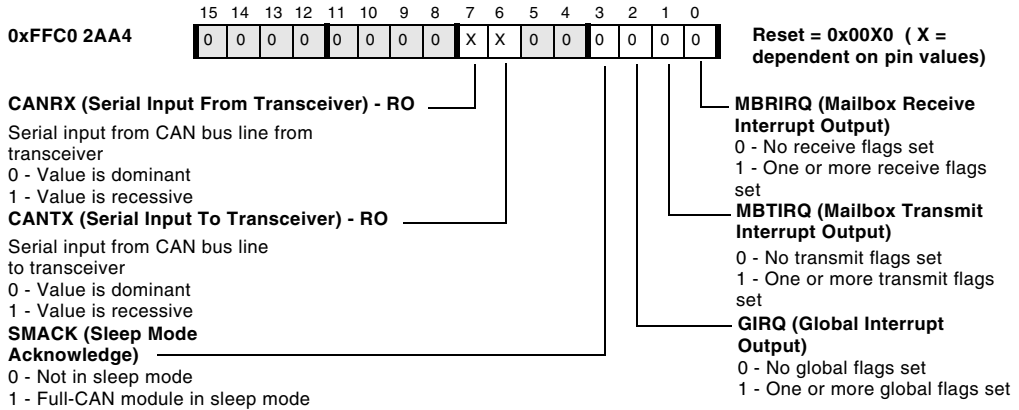 15 14 13 12 11 10 9 8 7 6 5 4 3 2 1 0
0xFFC0 2AA4
0 0 0 0 0 0 0 0 X X 0 0 0 0 0 0
Reset = 0x00X0 ( X =
dependent on pin values)
CANRX (Serial Input From Transceiver) - RO
Serial input from CAN bus line from
transceiver
0 - Value is dominant
1 - Value is recessive
CANTX (Serial Input To Transceiver) - RO
Serial input from CAN bus line
to transceiver
0 - Value is dominant
1 - Value is recessive
SMACK (Sleep Mode
Acknowledge)
0 - Not in sleep mode
1 - Full-CAN module in sleep mode
MBRIRQ (Mailbox Receive
Interrupt Output)
0 - No receive flags set
1 - One or more receive flags
set
MBTIRQ (Mailbox Transmit
Interrupt Output)
0 - No transmit flags set
1 - One or more transmit flags
set
GIRQ (Global Interrupt
Output)
0 - No global flags set
1 - One or more global flags set